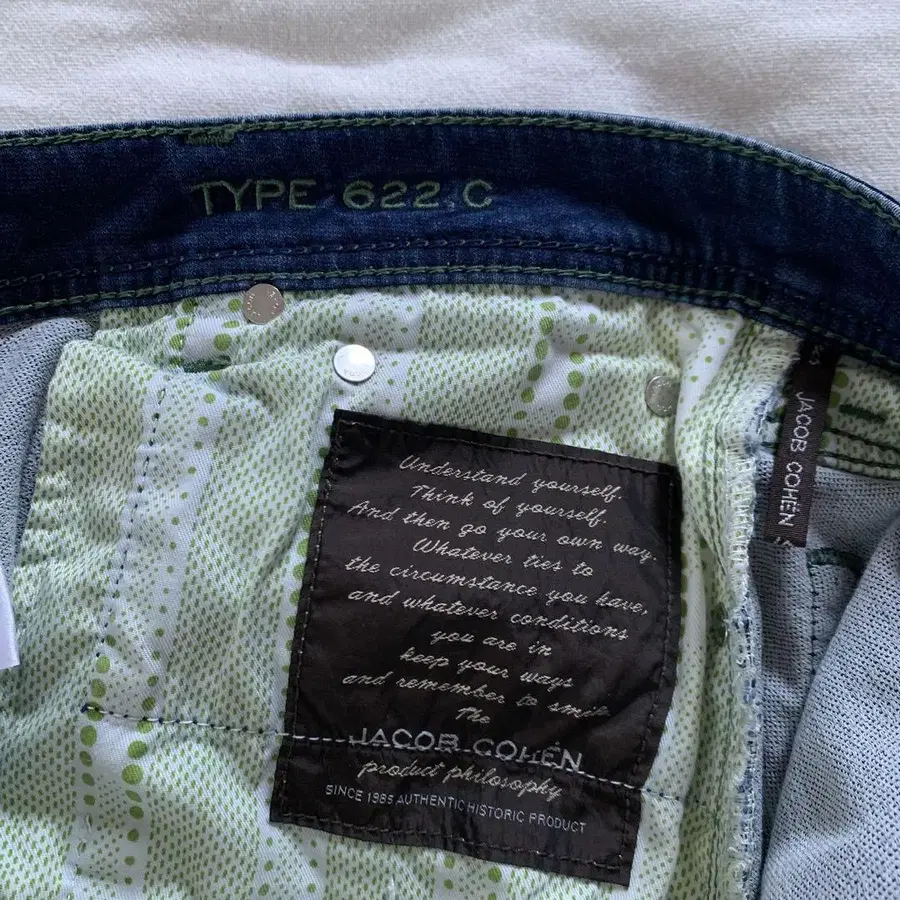 TYPE 622 C
Understand yourself.
Think of yourself.
And then go your own way.
Whatever ties to
the circumstance you have,
and whatever conditions
you are in
keep your ways
and remember to smile
The
JACOB COHËN
product philosophy
SINCE 1985 AUTHENTIC HISTORIC PRODUCT
JACOB COHËN